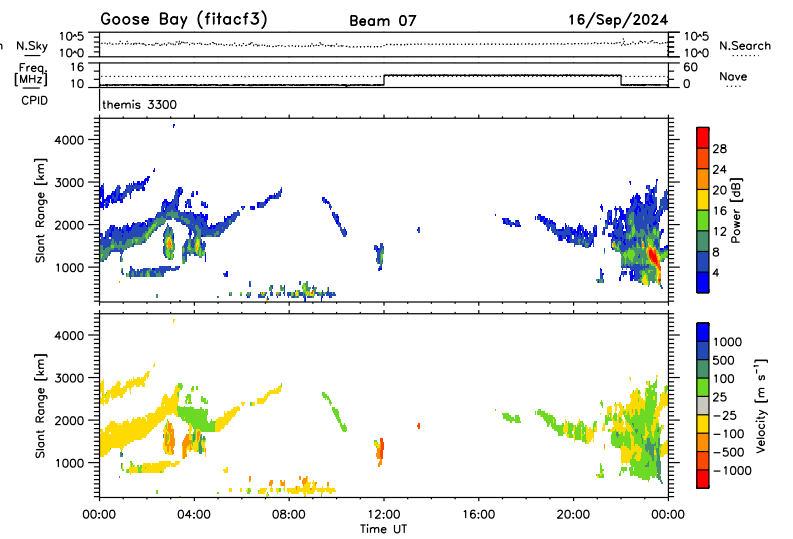 Goose Bay (fitacf3) Beam 07 16/Sep/2024
n N.Sky 10^5 10^0 10^5 10^0 N.Search
Freq. [MHz] 16 10 60 0 Nave
CPID themis 3300
4000
3000
2000
1000
Slant Range [km]
28
24
20
16
12
8
4
Power [dB]
4000
3000
2000
1000
Slant Range [km]
1000
500
100
25
-25
-100
-500
-1000
Velocity [m s⁻¹]
00:00 04:00 08:00 12:00 16:00 20:00 00:00
Time UT